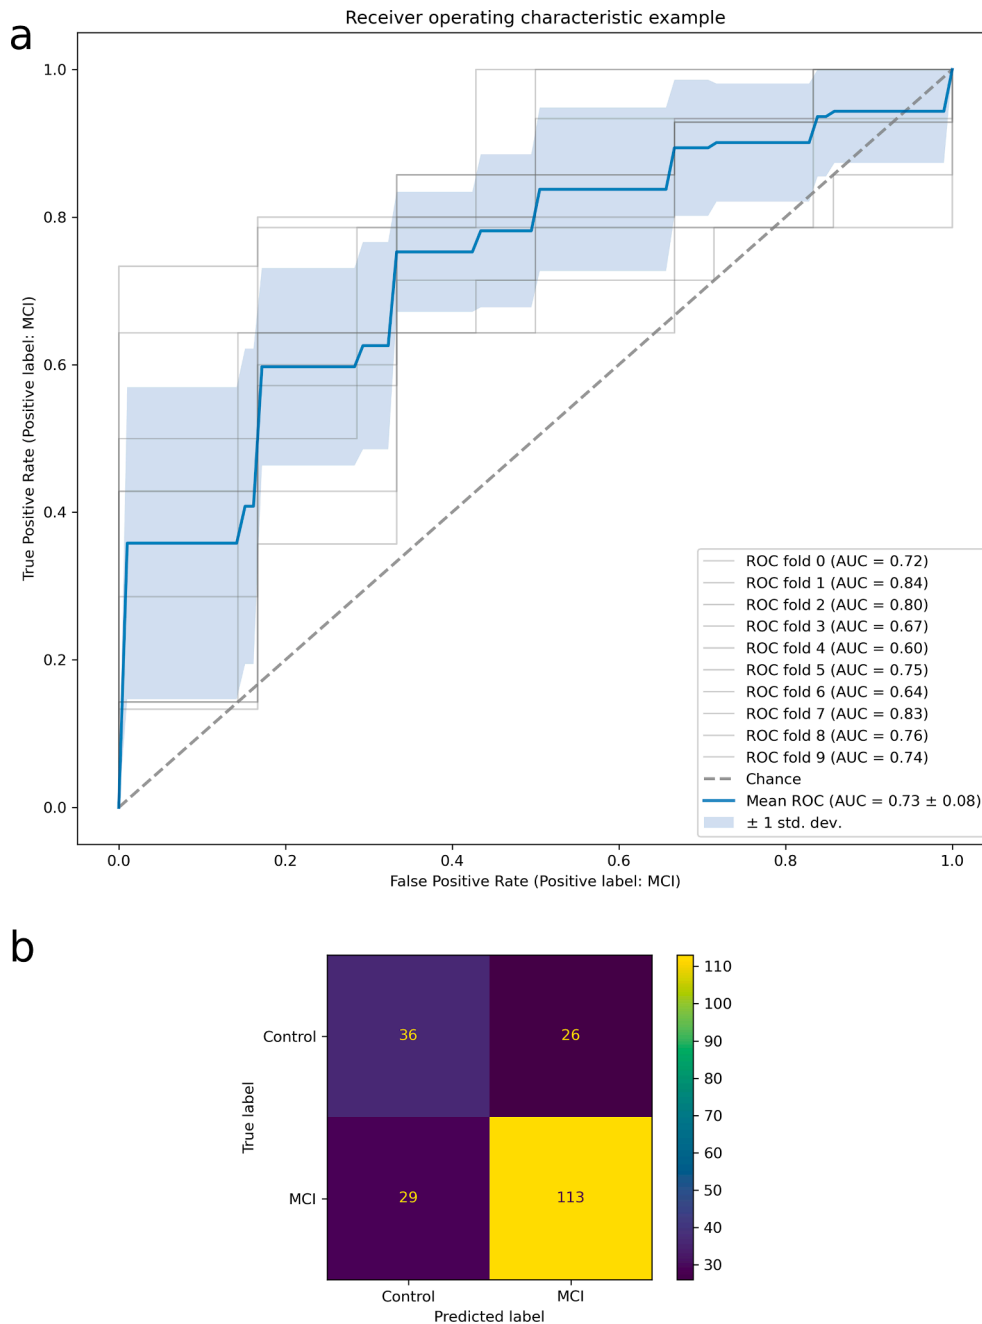 a
Receiver operating characteristic example
1.0
0.8
0.6
0.4
0.2
0.0
True Positive Rate (Positive label: MCI)
ROC fold 0 (AUC = 0.72)
ROC fold 1 (AUC = 0.84)
ROC fold 2 (AUC = 0.80)
ROC fold 3 (AUC = 0.67)
ROC fold 4 (AUC = 0.60)
ROC fold 5 (AUC = 0.75)
ROC fold 6 (AUC = 0.64)
ROC fold 7 (AUC = 0.83)
ROC fold 8 (AUC = 0.76)
ROC fold 9 (AUC = 0.74)
Chance
Mean ROC (AUC = 0.73 ± 0.08)
± 1 std. dev.
0.0 0.2 0.4 0.6 0.8 1.0
False Positive Rate (Positive label: MCI)
b
True label
Control 36 26
MCI 29 113
Control MCI
Predicted label
110
100
90
80
70
60
50
40
30